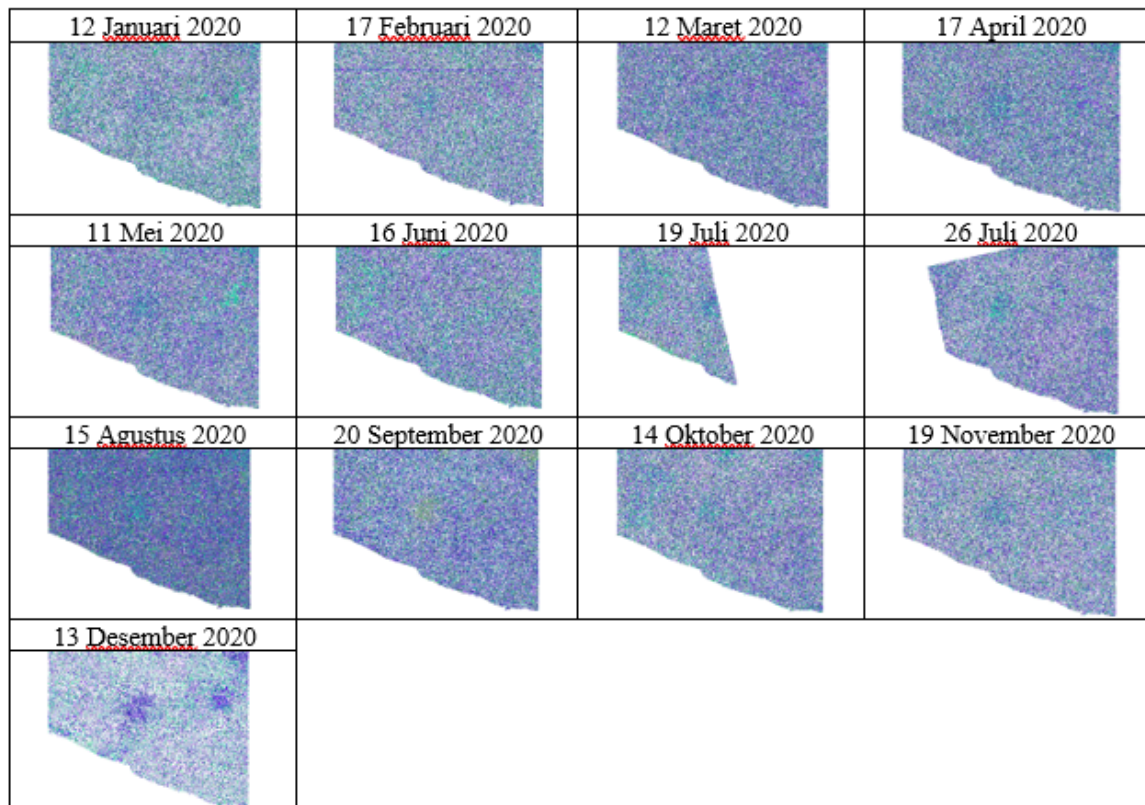 12 Januari 2020
17 Februari 2020
12 Maret 2020
17 April 2020
11 Mei 2020
16 Juni 2020
19 Juli 2020
26 Juli 2020
15 Agustus 2020
20 September 2020
14 Oktober 2020
19 November 2020
13 Desember 2020